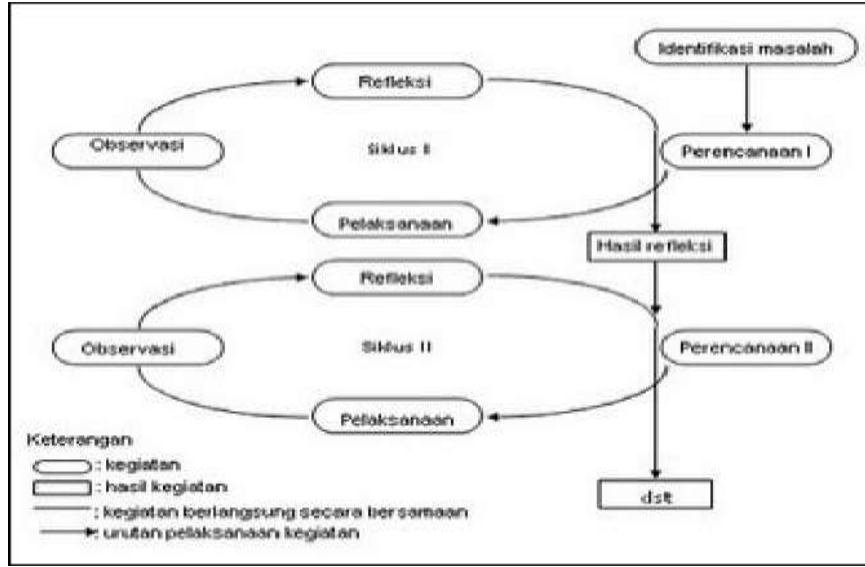 Identifikasi masalah
Refleksi
Observasi
Siklus I
Perencanaan I
Pelaksanaan
Hasil refleksi
Refleksi
Observasi
Siklus II
Perencanaan II
Pelaksanaan
Keterangan
: kegiatan
: hasil kegiatan
: kegiatan berlangsung secara bersamaan
: urutan pelaksanaan kegiatan
dst